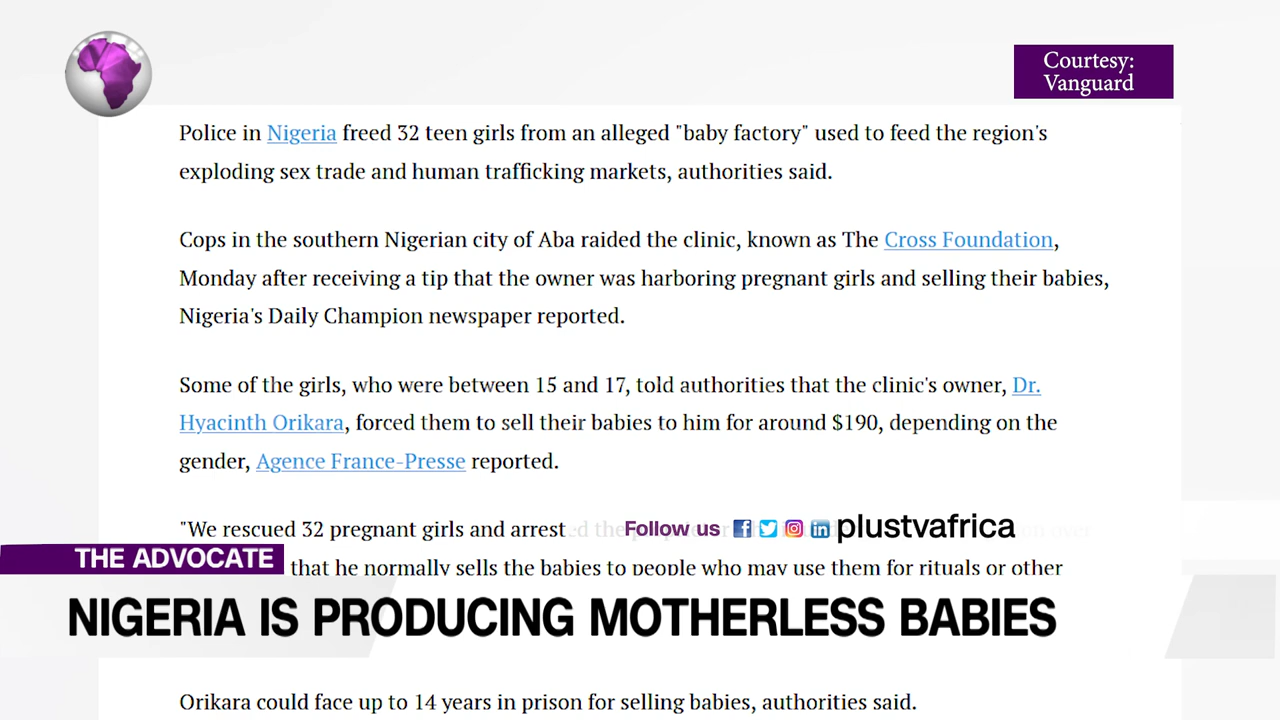 Courtesy:
Vanguard
Police in Nigeria freed 32 teen girls from an alleged "baby factory" used to feed the region's
exploding sex trade and human trafficking markets, authorities said.
Cops in the southern Nigerian city of Aba raided the clinic, known as The Cross Foundation,
Monday after receiving a tip that the owner was harboring pregnant girls and selling their babies,
Nigeria's Daily Champion newspaper reported.
Some of the girls, who were between 15 and 17, told authorities that the clinic's owner, Dr.
Hyacinth Orikara, forced them to sell their babies to him for around $190, depending on the
gender, Agence France-Presse reported.
"We rescued 32 pregnant girls and arrested the
Follow us plustvafrica
THE ADVOCATE
that he normally sells the babies to people who may use them for rituals or other
NIGERIA IS PRODUCING MOTHERLESS BABIES
Orikara could face up to 14 years in prison for selling babies, authorities said.